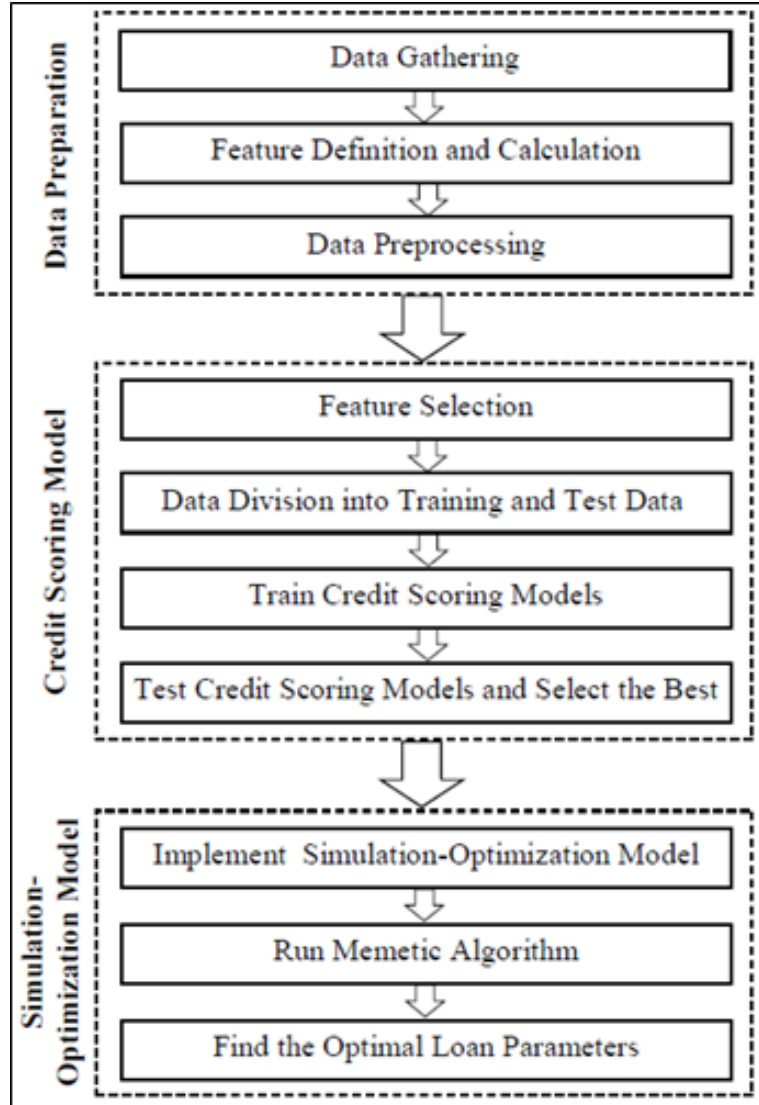 Data Preparation
Data Gathering
Feature Definition and Calculation
Data Preprocessing
Credit Scoring Model
Feature Selection
Data Division into Training and Test Data
Train Credit Scoring Models
Test Credit Scoring Models and Select the Best
Simulation-
Optimization Model
Implement Simulation-Optimization Model
Run Memetic Algorithm
Find the Optimal Loan Parameters